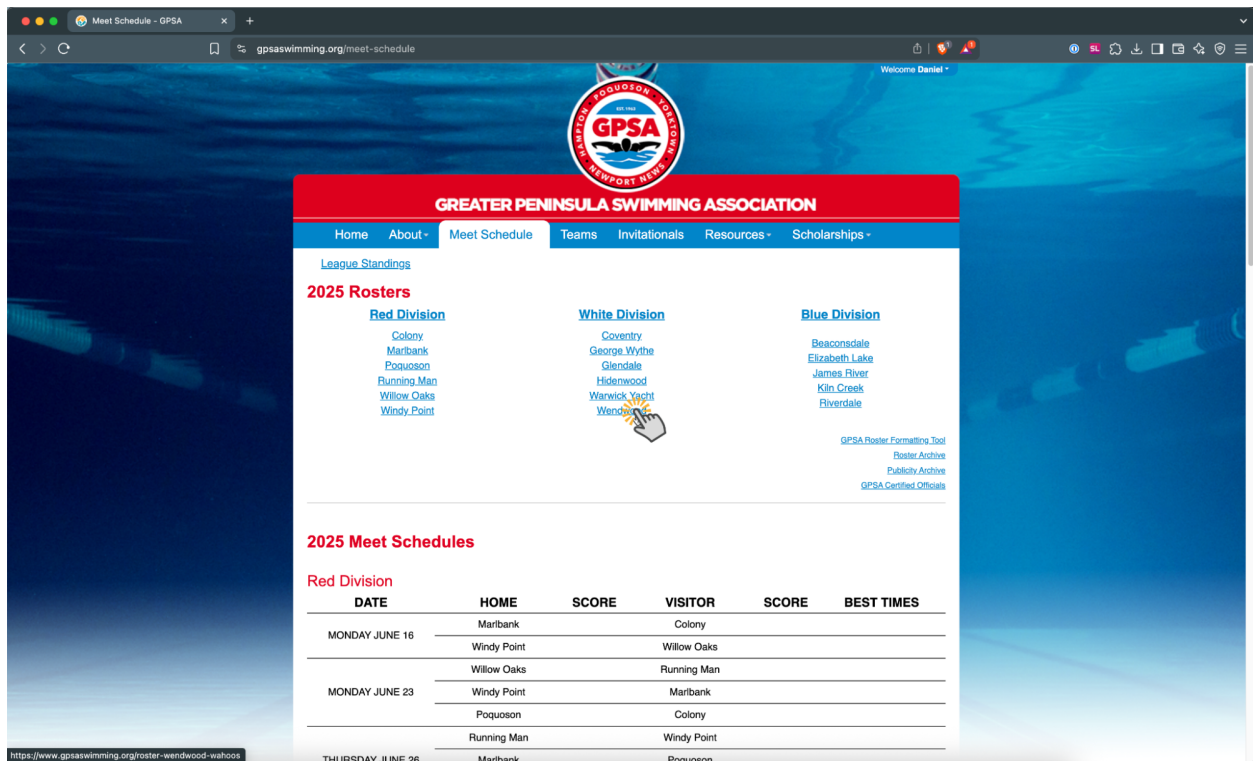 Meet Schedule - GPSA
gpsaswimming.org/meet-schedule
Welcome Daniel
HAMPTON POQUOSON YORKTOWN NEWPORT NEWS
EST. 1963
GPSA
GREATER PENINSULA SWIMMING ASSOCIATION
Home About Meet Schedule Teams Invitationals Resources Scholarships
League Standings
2025 Rosters
Red Division White Division Blue Division
Colony Coventry Beaconsdale
Marlbank George Wythe Elizabeth Lake
Poquoson Glendale James River
Running Man Hidenwood Kiln Creek
Willow Oaks Warwick Yacht Riverdale
Windy Point
GPSA Roster Formatting Tool
Roster Archive
Publicity Archive
GPSA Certified Officials
2025 Meet Schedules
Red Division
DATE HOME SCORE VISITOR SCORE BEST TIMES
MONDAY JUNE 16
Marlbank Colony
Windy Point Willow Oaks
MONDAY JUNE 23
Willow Oaks Running Man
Windy Point Marlbank
Poquoson Colony
THURSDAY JUNE 26
Running Man Windy Point
Marlbank Poquoson
https://www.gpsaswimming.org/roster-wendwood-wahoos